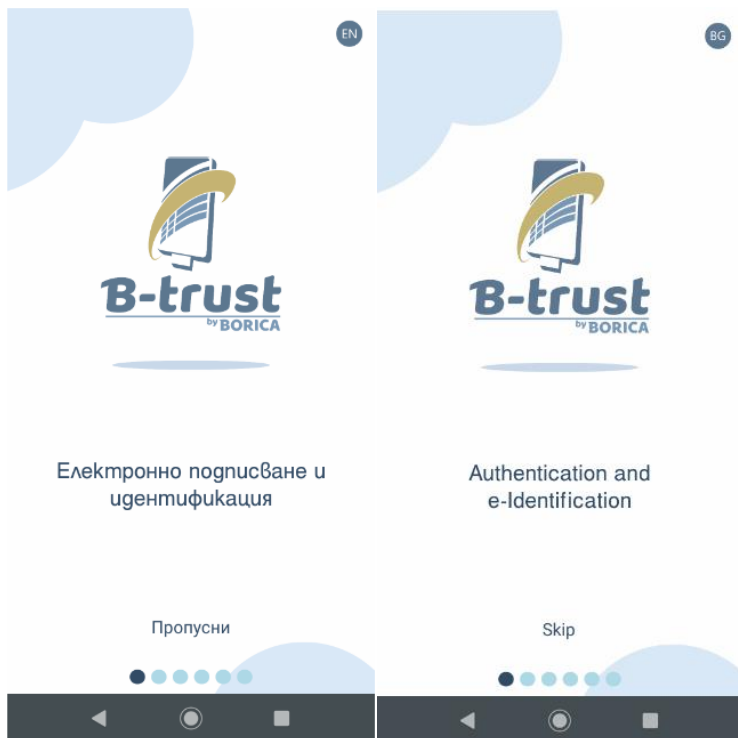 EN
B-trust
by BORICA
Електронно подписване и
идентификация
Пропусни
BG
B-trust
by BORICA
Authentication and
e-Identification
Skip